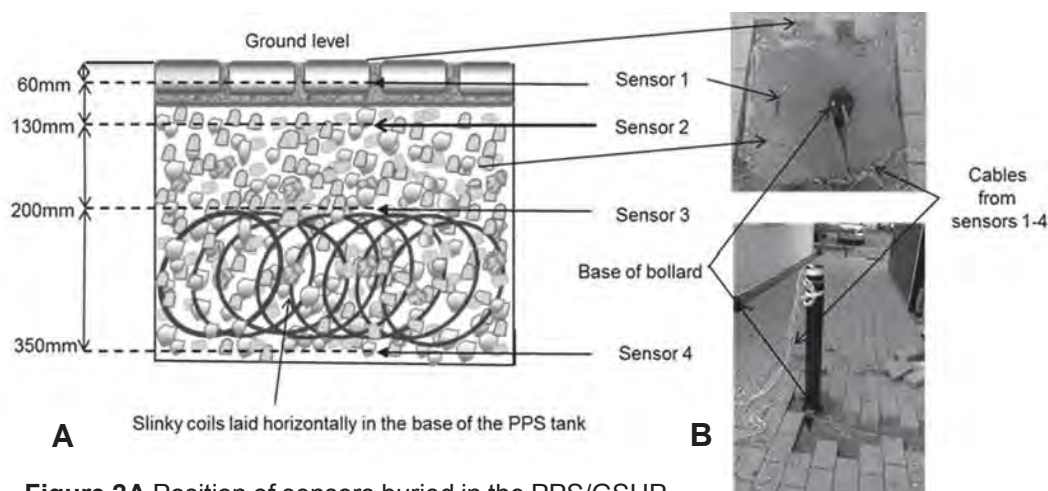 Ground level
60mm
130mm
200mm
350mm
Sensor 1
Sensor 2
Sensor 3
Sensor 4
Base of bollard
Cables
from
sensors 1-4
Slinky coils laid horizontally in the base of the PPS tank
A
B
Figure 2A Position of sensors buried in the PPS/GSHP